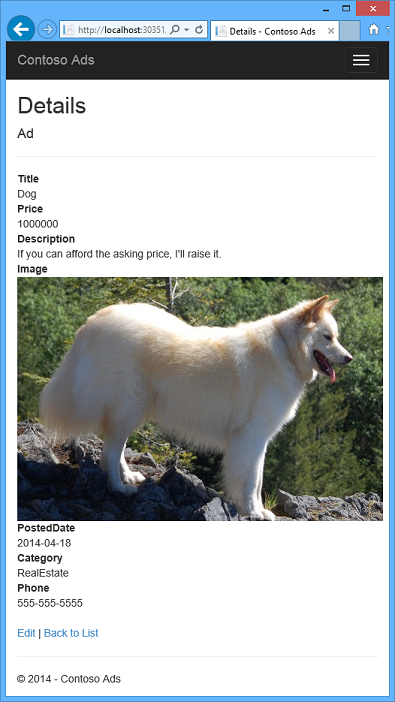 http://localhost:30351
Details - Contoso Ads
Contoso Ads
Details
Ad
Title
Dog
Price
1000000
Description
If you can afford the asking price, I'll raise it.
Image
PostedDate
2014-04-18
Category
RealEstate
Phone
555-555-5555
Edit | Back to List
© 2014 - Contoso Ads